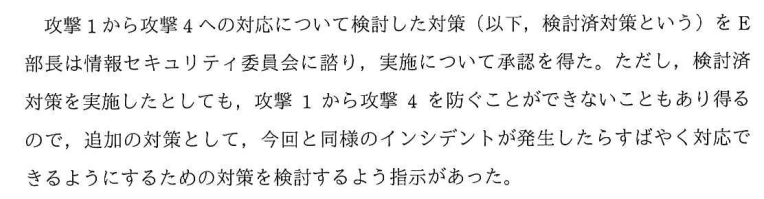 攻撃1から攻撃4への対応について検討した対策（以下，検討済対策という）をE
部長は情報セキュリティ委員会に諮り，実施について承認を得た。ただし，検討済
対策を実施したとしても，攻撃 1 から攻撃 4 を防ぐことができないこともあり得る
ので，追加の対策として，今回と同様のインシデントが発生したらすばやく対応で
きるようにするための対策を検討するよう指示があった。